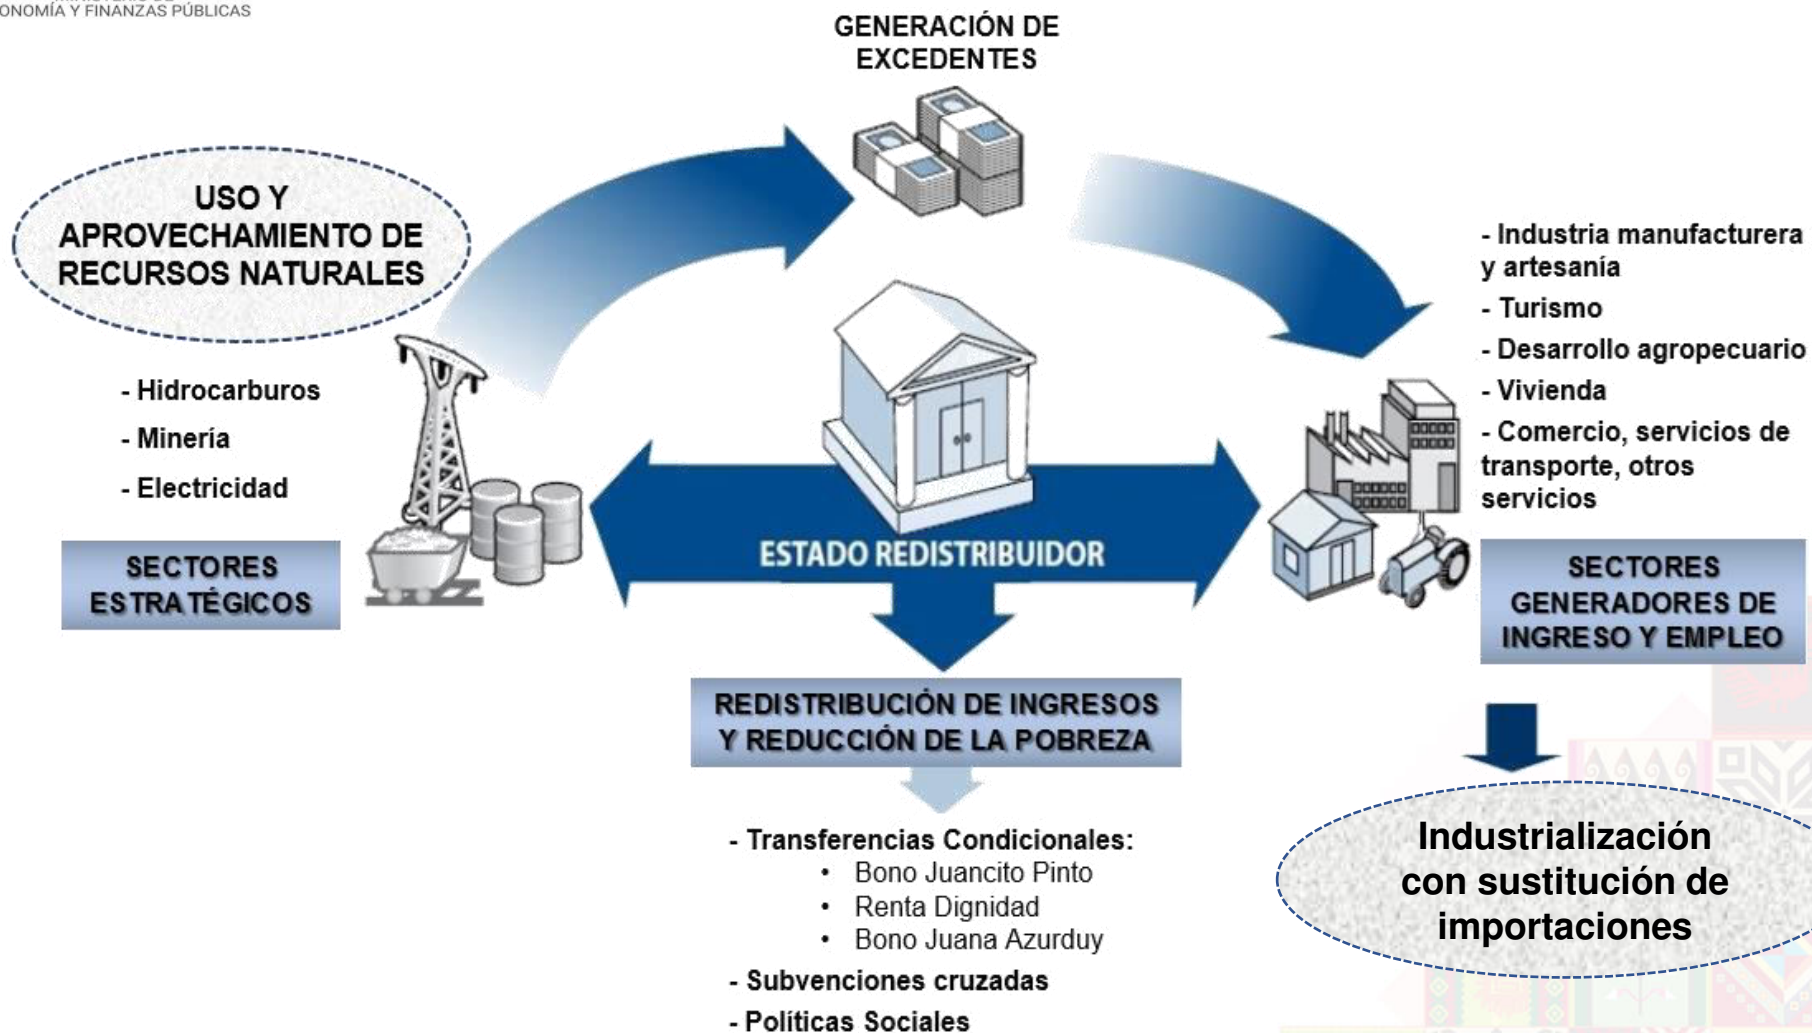 ONOMÍA Y FINANZAS PÚBLICAS
GENERACIÓN DE
EXCEDENTES
USO Y
APROVECHAMIENTO DE
RECURSOS NATURALES
- Hidrocarburos
- Minería
- Electricidad
SECTORES
ESTRATÉGICOS
ESTADO REDISTRIBUIDOR
- Industria manufacturera
y artesanía
- Turismo
- Desarrollo agropecuario
- Vivienda
- Comercio, servicios de
transporte, otros
servicios
SECTORES
GENERADORES DE
INGRESO Y EMPLEO
REDISTRIBUCIÓN DE INGRESOS
Y REDUCCIÓN DE LA POBREZA
- Transferencias Condicionales:
• Bono Juancito Pinto
• Renta Dignidad
• Bono Juana Azurduy
- Subvenciones cruzadas
- Políticas Sociales
Industrialización
con sustitución de
importaciones